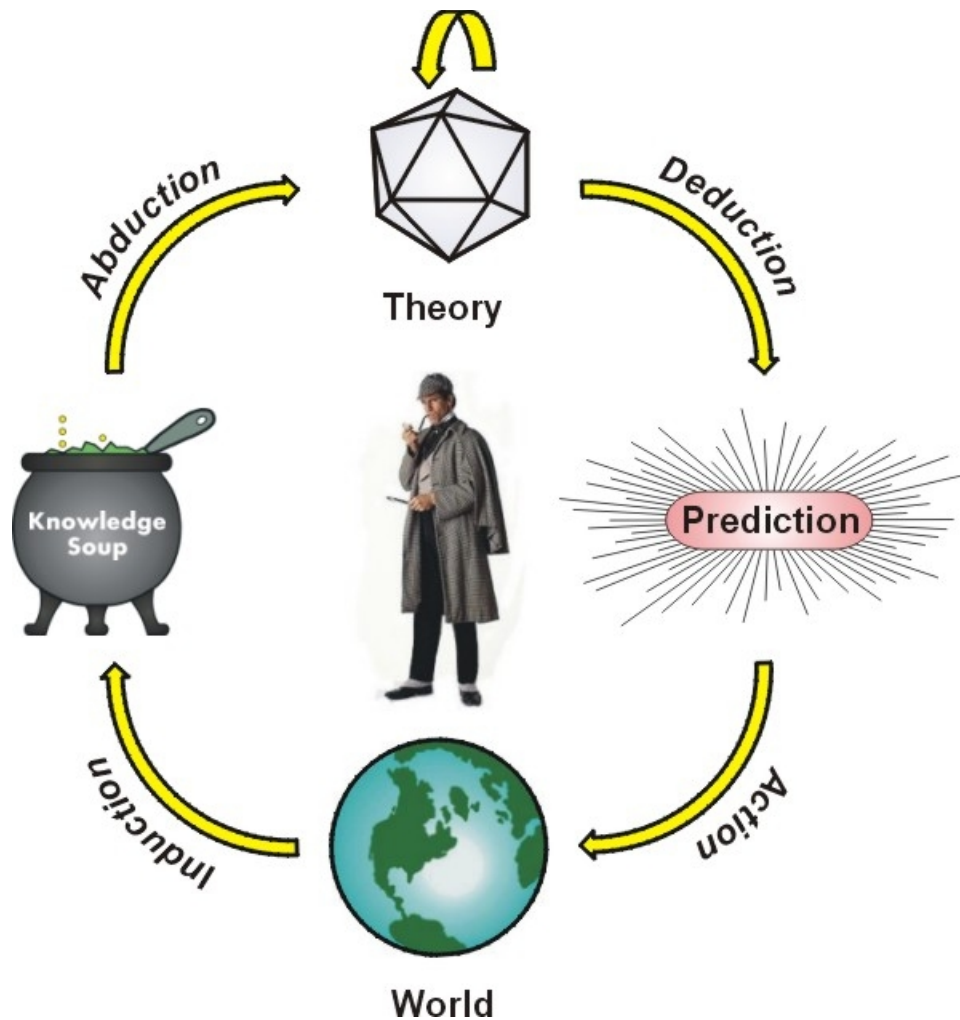 Abduction
Deduction
Theory
Knowledge
Soup
Prediction
Induction
Action
World